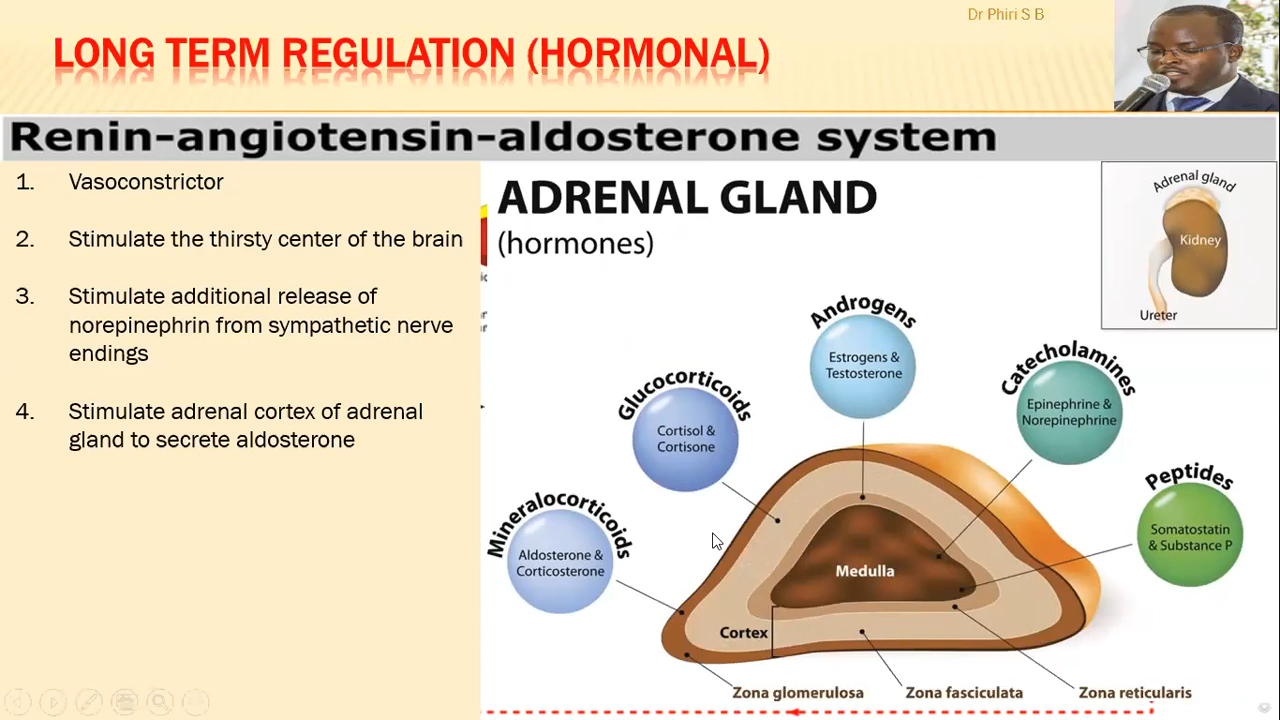 Dr Phiri S B
LONG TERM REGULATION (HORMONAL)
Renin-angiotensin-aldosterone system
1. Vasoconstrictor
2. Stimulate the thirsty center of the brain
3. Stimulate additional release of
norepinephrin from sympathetic nerve
endings
4. Stimulate adrenal cortex of adrenal
gland to secrete aldosterone
ADRENAL GLAND
(hormones)
Adrenal gland
Kidney
Ureter
Androgens
Estrogens &
Testosterone
Catecholamines
Epinephrine &
Norepinephrine
Glucocorticoids
Cortisol &
Cortisone
Peptides
Somatostatin
& Substance P
Mineralocorticoids
Aldosterone &
Corticosterone
Medulla
Cortex
Zona glomerulosa
Zona fasciculata
Zona reticularis